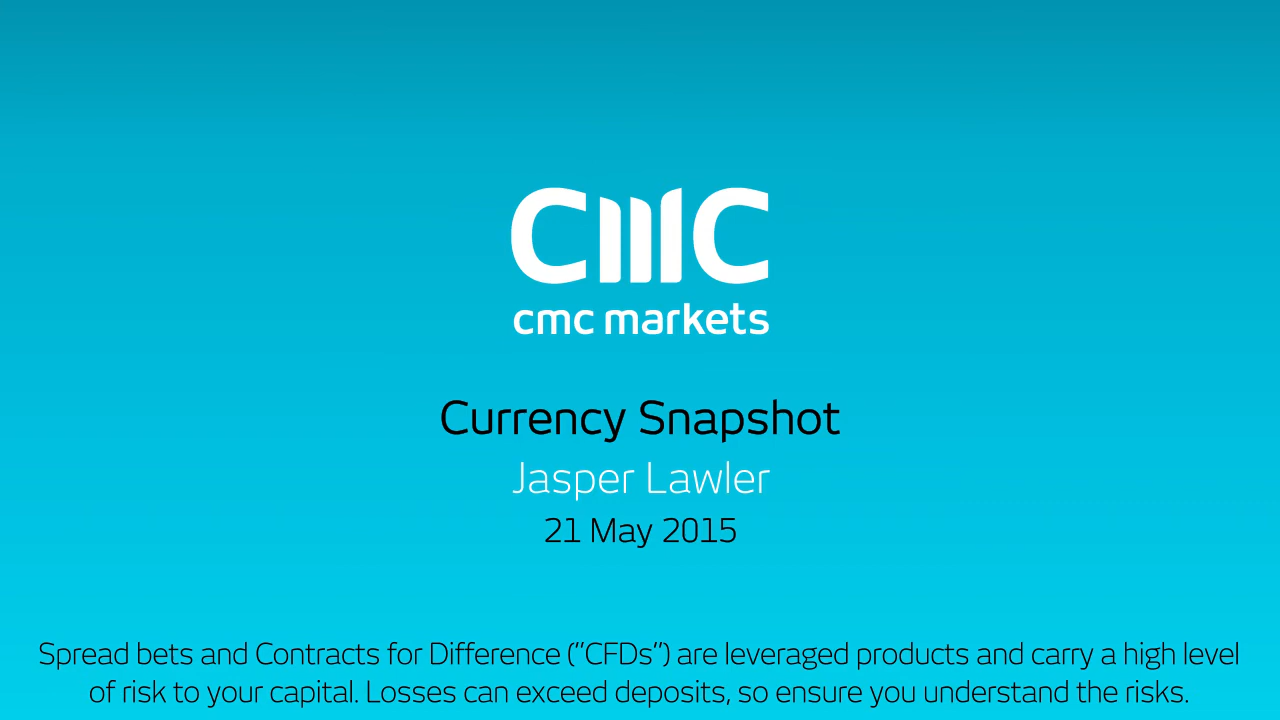 CMC
cmc markets
Currency Snapshot
Jasper Lawler
21 May 2015
Spread bets and Contracts for Difference (“CFDs”) are leveraged products and carry a high level
of risk to your capital. Losses can exceed deposits, so ensure you understand the risks.